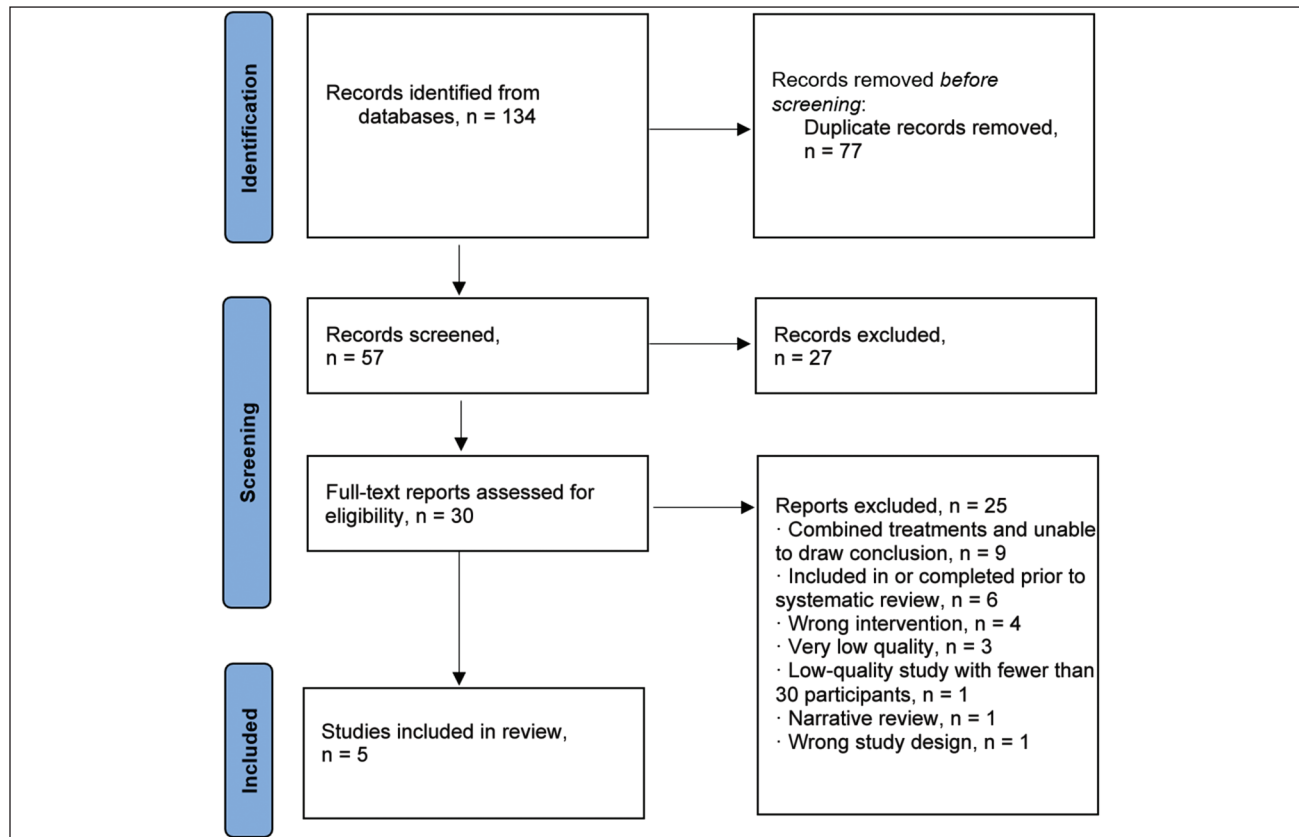 Identification
Records identified from
databases, n = 134
Records removed before
screening:
Duplicate records removed,
n = 77
Screening
Records screened,
n = 57
Records excluded,
n = 27
Full-text reports assessed for
eligibility, n = 30
Reports excluded, n = 25
· Combined treatments and unable
to draw conclusion, n = 9
· Included in or completed prior to
systematic review, n = 6
· Wrong intervention, n = 4
· Very low quality, n = 3
· Low-quality study with fewer than
30 participants, n = 1
· Narrative review, n = 1
· Wrong study design, n = 1
Included
Studies included in review,
n = 5